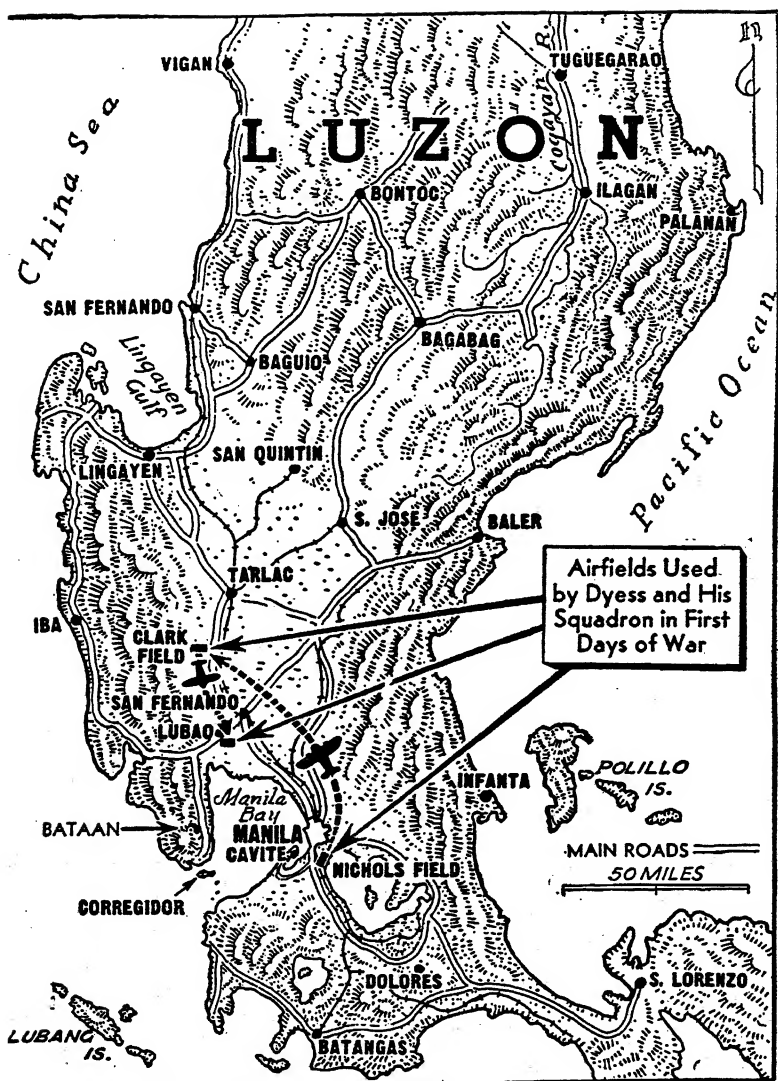 VIGAN
TUGUEGARAO
n
China Sea
LUZON
Cogayan R.
BONTOC
ILAGAN
PALANAN
SAN FERNANDO
BAGABAG
Lingayen
Gulf
BAGUIO
Pacific Ocean
LINGAYEN
SAN QUINTIN
S. JOSE
BALER
TARLAC
Airfields Used
by Dyess and His
Squadron in First
Days of War
IBA
CLARK
FIELD
SAN FERNANDO
LUBAO
INFANTA
POLILLO
IS.
Manila
Bay
BATAAN
MANILA
CAVITE
NICHOLS FIELD
MAIN ROADS
50 MILES
CORREGIDOR
DOLORES
S. LORENZO
LUBANG
IS.
BATANGAS